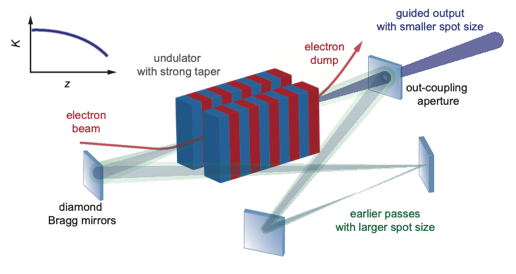 guided output
with smaller spot size
K
z
undulator
with strong taper
electron
dump
out-coupling
aperture
electron
beam
diamond
Bragg mirrors
earlier passes
with larger spot size